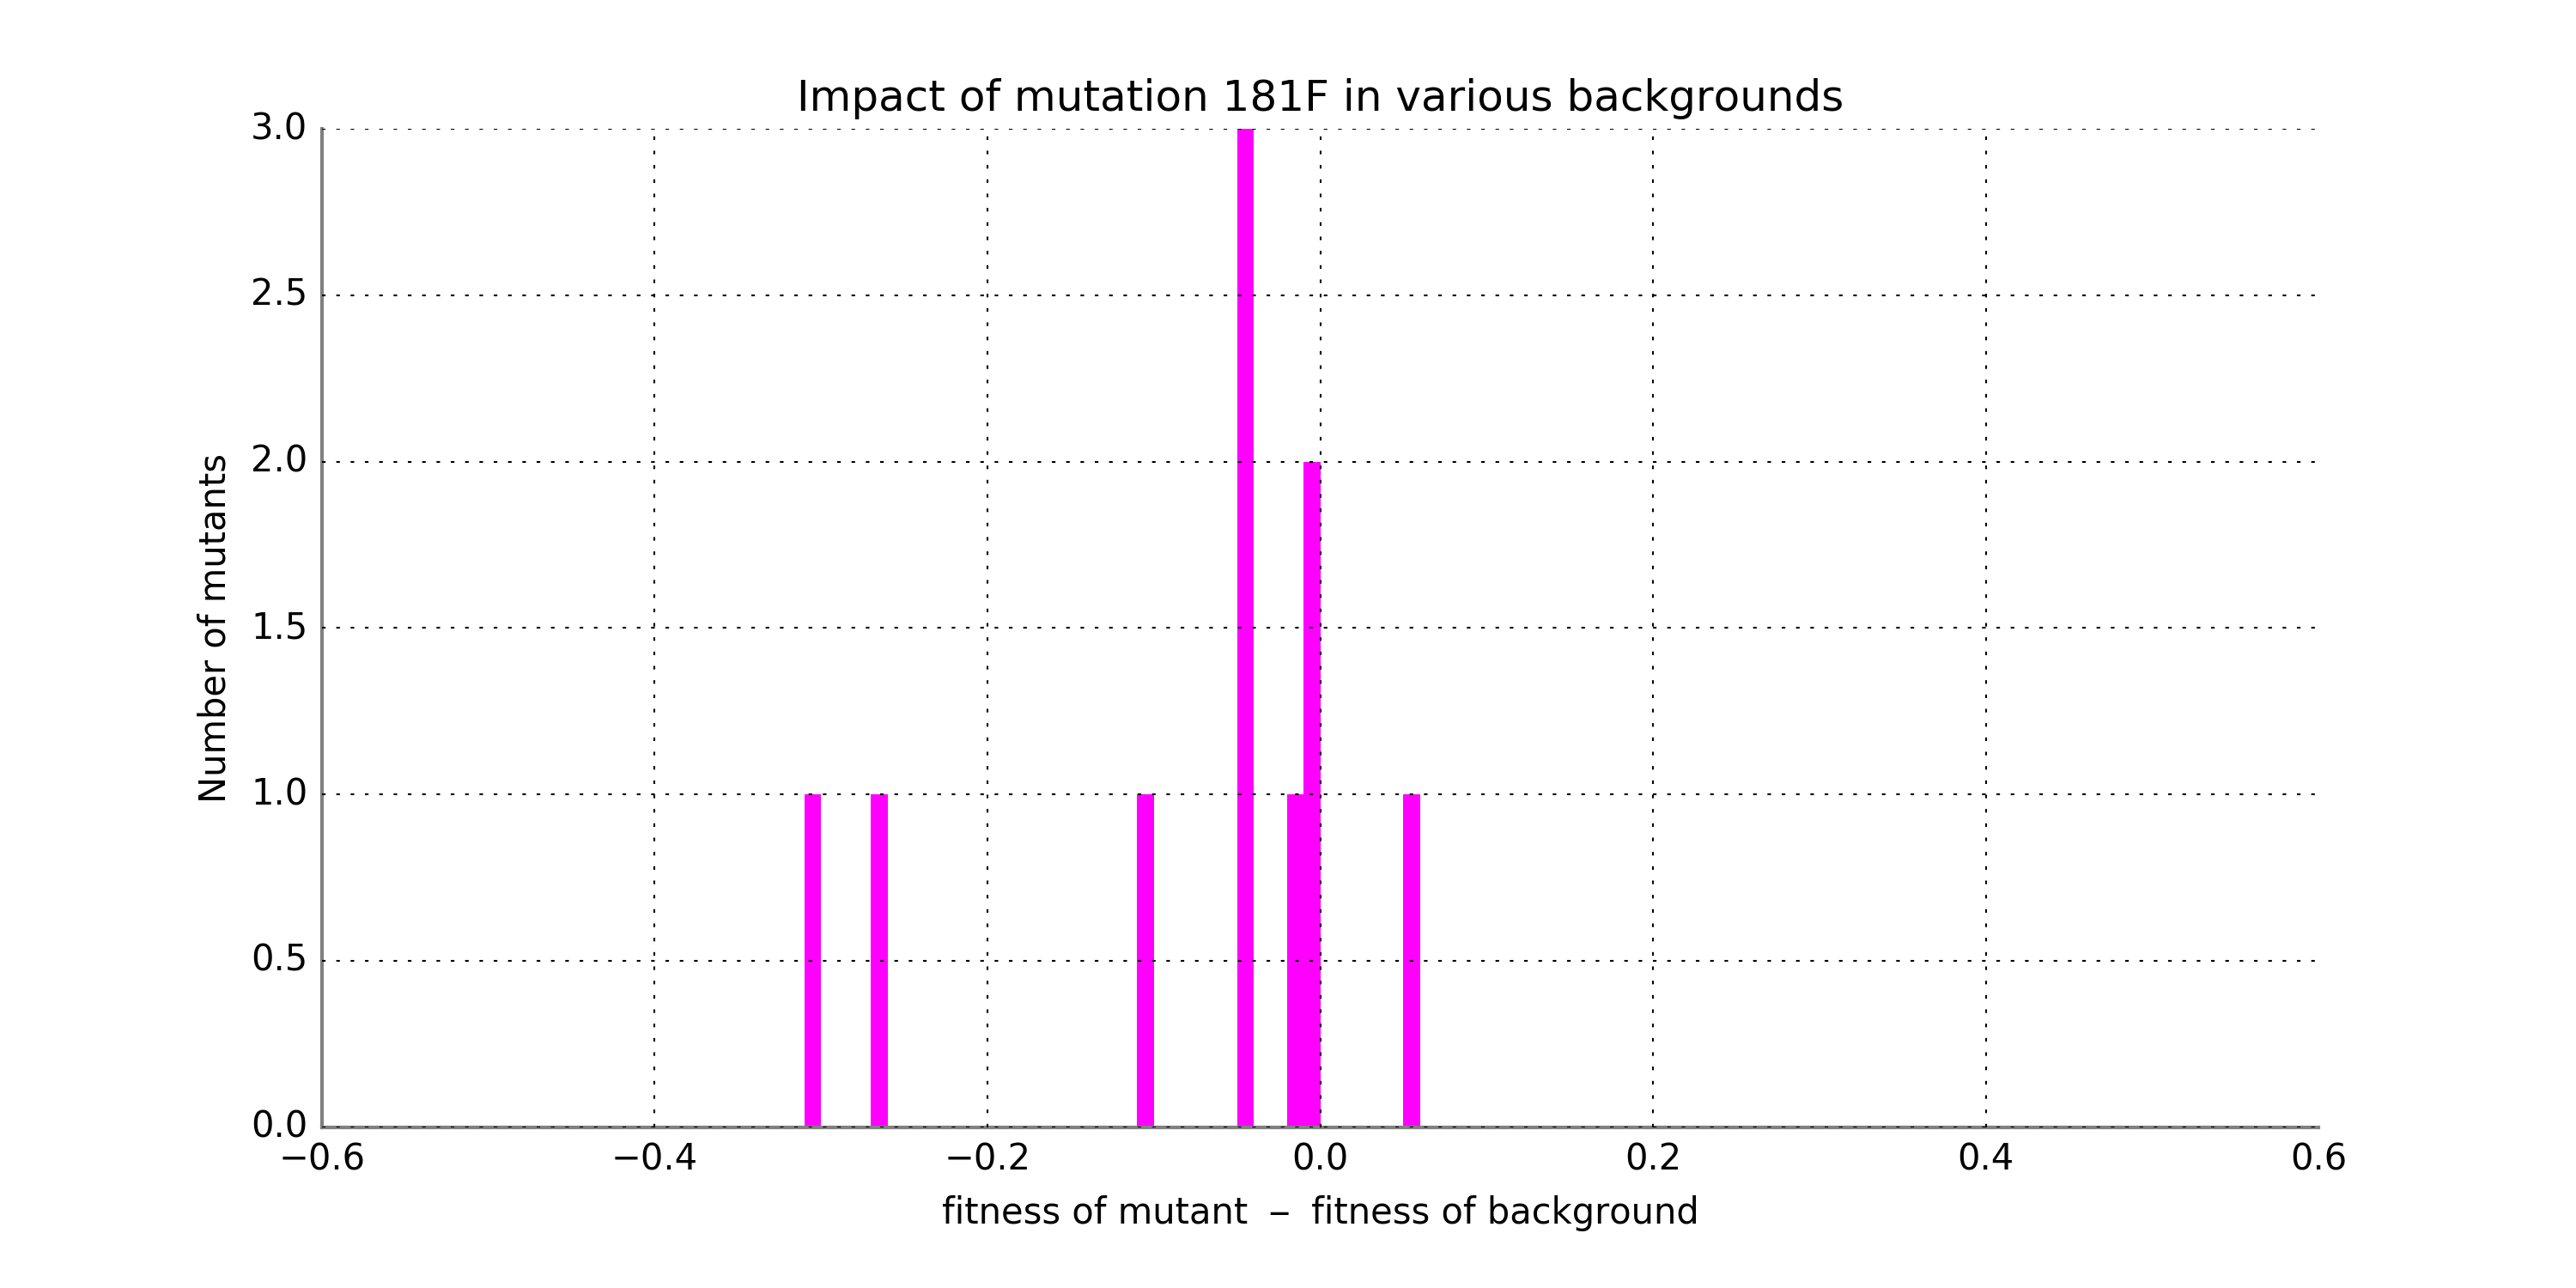 Impact of mutation 181F in various backgrounds
3.0
2.5
2.0
1.5
1.0
0.5
0.0
Number of mutants
−0.6 −0.4 −0.2 0.0 0.2 0.4 0.6
fitness of mutant − fitness of background